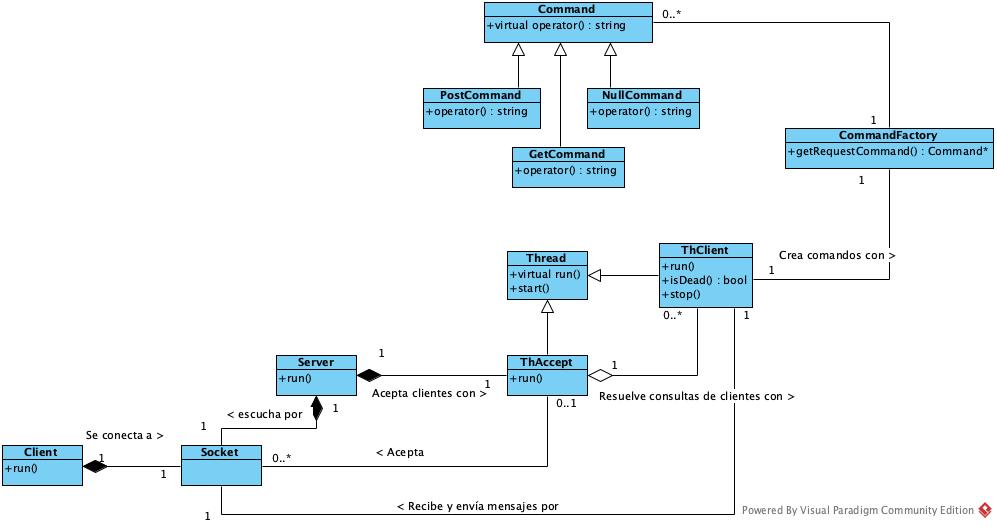 Command
+virtual operator() : string
0..*
PostCommand
+operator() : string
NullCommand
+operator() : string
GetCommand
+operator() : string
1
CommandFactory
+getRequestCommand() : Command*
1
Crea comandos con >
1
ThClient
+run()
+isDead() : bool
+stop()
0..*
1
Thread
+virtual run()
+start()
Server
+run()
1
Acepta clientes con >
1
ThAccept
+run()
1
0..1
Resuelve consultas de clientes con >
1
< escucha por
1
Se conecta a >
Client
+run()
1
1
Socket
0..*
< Acepta
1
< Recibe y envía mensajes por
Powered By Visual Paradigm Community Edition